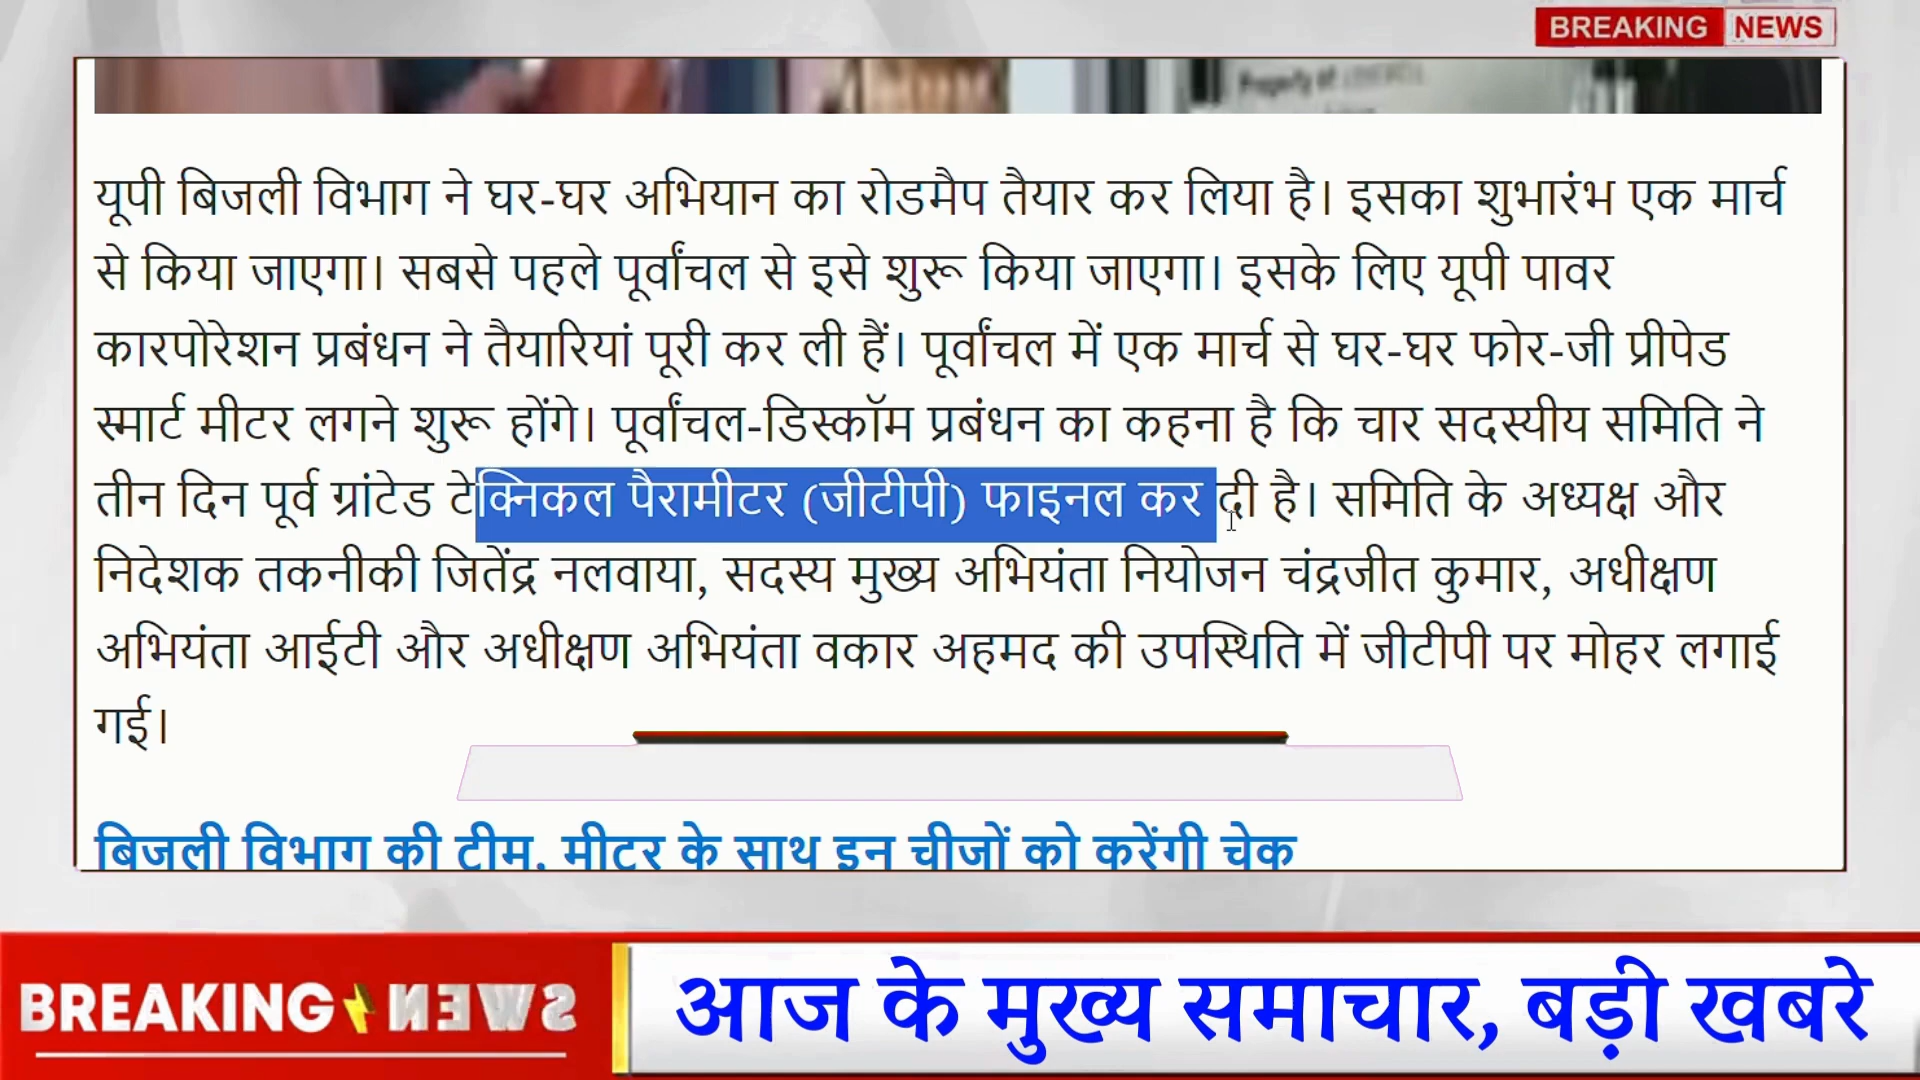 BREAKING NEWS
Property of
यूपी बिजली विभाग ने घर-घर अभियान का रोडमैप तैयार कर लिया है। इसका शुभारंभ एक मार्च
से किया जाएगा। सबसे पहले पूर्वांचल से इसे शुरू किया जाएगा। इसके लिए यूपी पावर
कारपोरेशन प्रबंधन ने तैयारियां पूरी कर ली हैं। पूर्वांचल में एक मार्च से घर-घर फोर-जी प्रीपेड
स्मार्ट मीटर लगने शुरू होंगे। पूर्वांचल-डिस्कॉम प्रबंधन का कहना है कि चार सदस्यीय समिति ने
तीन दिन पूर्व ग्रांटेड टेक्निकल पैरामीटर (जीटीपी) फाइनल कर दी है। समिति के अध्यक्ष और
निदेशक तकनीकी जितेंद्र नलवाया, सदस्य मुख्य अभियंता नियोजन चंद्रजीत कुमार, अधीक्षण
अभियंता आईटी और अधीक्षण अभियंता वकार अहमद की उपस्थिति में जीटीपी पर मोहर लगाई
गई।
बिजली विभाग की टीम, मीटर के साथ इन चीजों को करेंगी चेक
BREAKING NEWS
आज के मुख्य समाचार, बड़ी खबरे